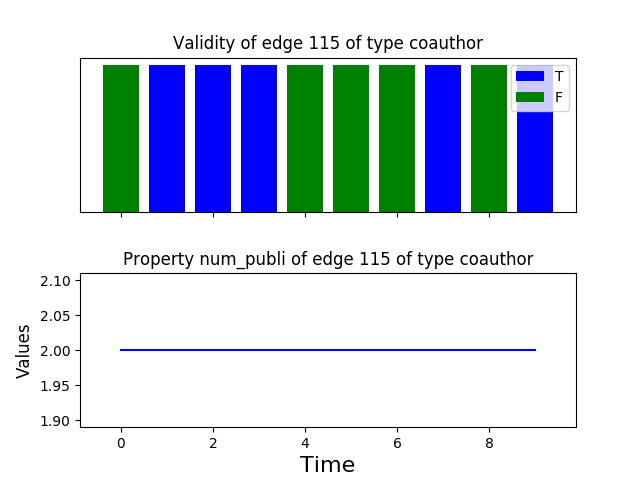 Validity of edge 115 of type coauthor
T
F
Property num_publi of edge 115 of type coauthor
2.10
2.05
2.00
1.95
1.90
Values
0 2 4 6 8
Time